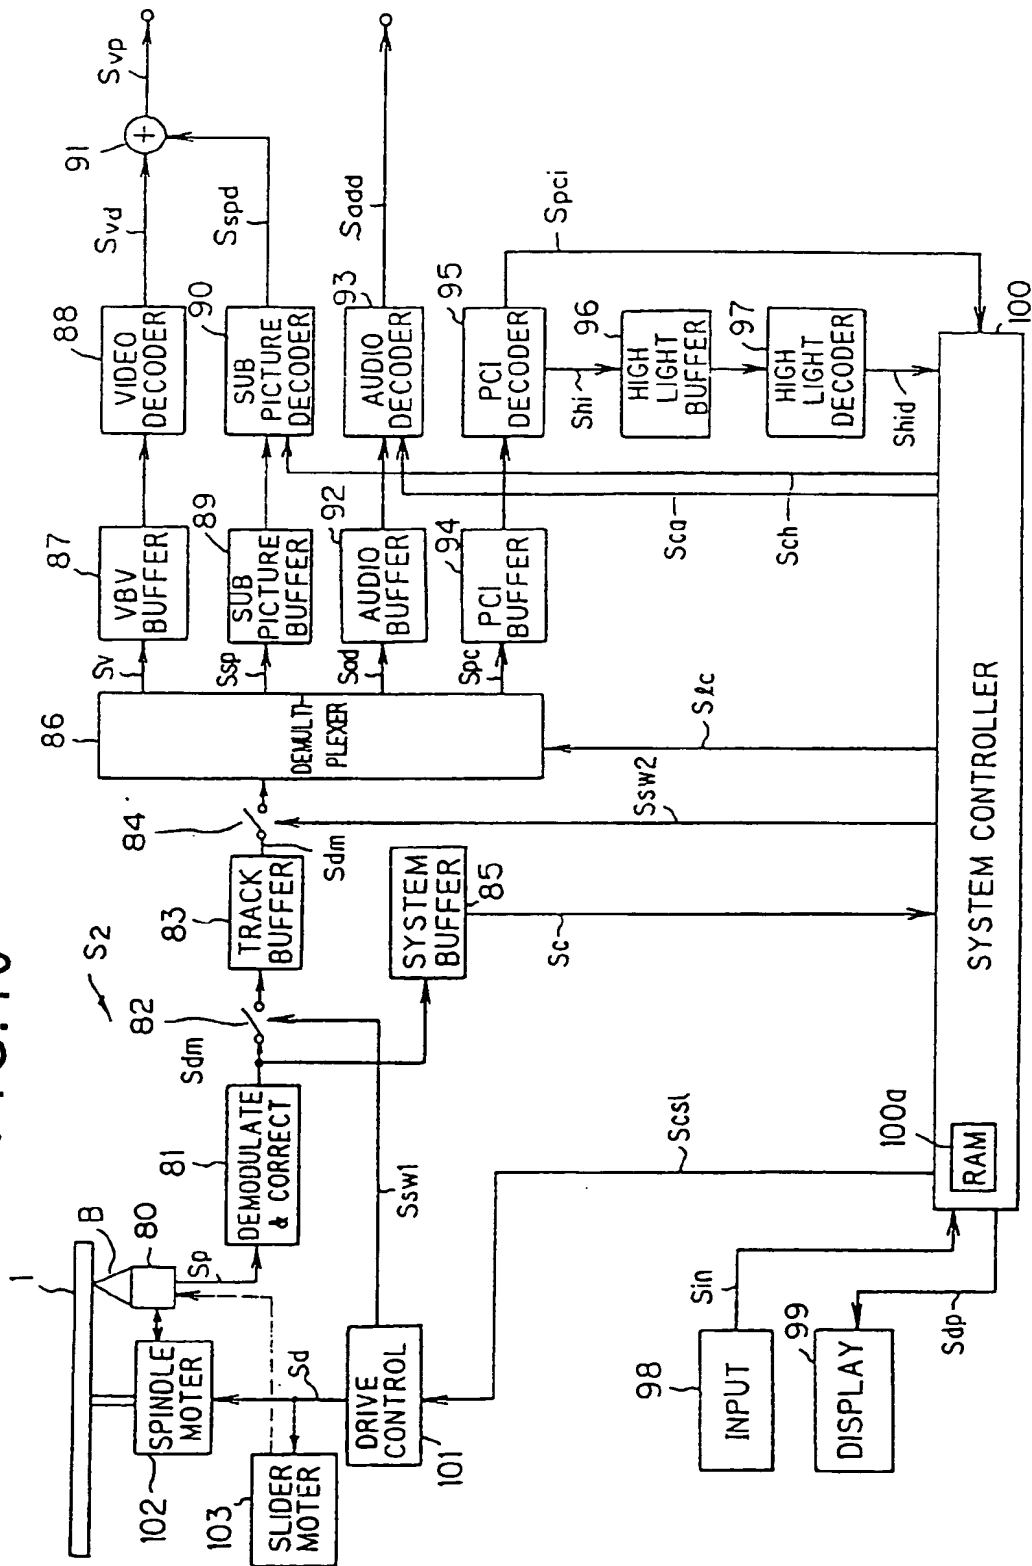 S2
1
B
80
102
SPINDLE
MOTER
103
SLIDER
MOTER
Sd
DRIVE
CONTROL
101
Sp
81
DEMODULATE
& CORRECT
Sdm
82
Ssw1
83
TRACK
BUFFER
84
Sdm
SYSTEM
BUFFER
85
Sc
86
DEMULTI
PLEXER
Sv
Ssp
Sad
Spc
87
VBV
BUFFER
89
SUB
PICTURE
BUFFER
92
AUDIO
BUFFER
94
PCI
BUFFER
88
VIDEO
DECODER
90
SUB
PICTURE
DECODER
93
AUDIO
DECODER
95
PCI
DECODER
Svd
91
+
Svp
Sspd
Sadd
Spci
Shi
96
HIGH
LIGHT
BUFFER
97
HIGH
LIGHT
DECODER
Shid
Sca
Sch
Slc
Ssw2
Scsl
98
INPUT
Sin
99
DISPLAY
Sdp
100a
RAM
SYSTEM CONTROLLER
100